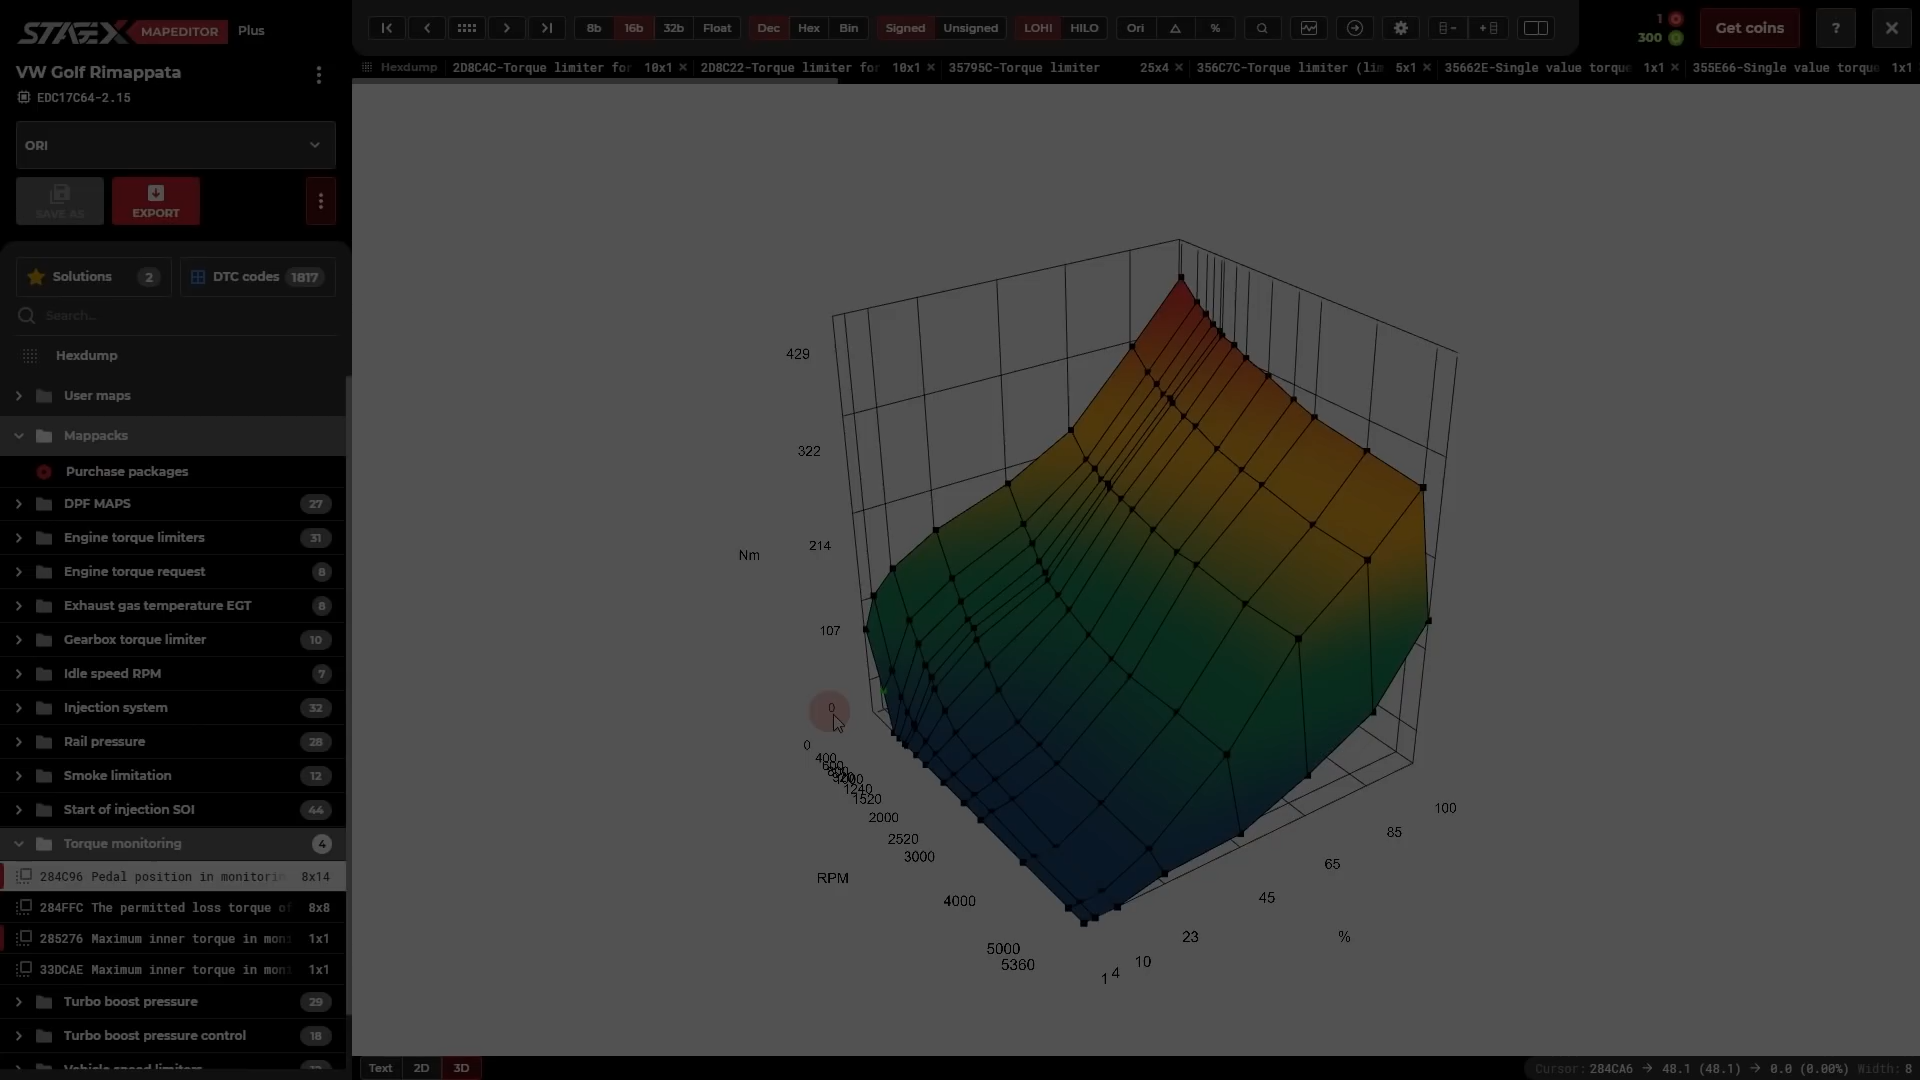 STAGEX MAPEDITOR Plus
8b 16b 32b Float Dec Hex Bin Signed Unsigned LOHI HILO Ori %
1
300
Get coins
?
VW Golf Rimappata
EDC17C64-2.15
Hexdump
2D8C4C-Torque limiter for 10x1
2D8C22-Torque limiter for 10x1
35795C-Torque limiter 25x4
356C7C-Torque limiter (lim 5x1
35662E-Single value torque 1x1
355E66-Single value torque 1x1
ORI
SAVE AS
EXPORT
Solutions 2
DTC codes 1817
Search...
Hexdump
User maps
Mappacks
Purchase packages
DPF MAPS 27
Engine torque limiters 31
Engine torque request 8
Exhaust gas temperature EGT 8
Gearbox torque limiter 10
Idle speed RPM 7
Injection system 32
Rail pressure 28
Smoke limitation 12
Start of injection SOI 44
Torque monitoring 4
284C96 Pedal position in monitorin 8x14
284FFC The permitted loss torque of 8x8
285276 Maximum inner torque in mon 1x1
33DCAE Maximum inner torque in mon 1x1
Turbo boost pressure 29
Turbo boost pressure control 18
Vehicle speed limiters
429
322
214
107
0
Nm
0
400
600
1240
1520
2000
2520
3000
4000
5000
5360
RPM
1
4
10
23
45
65
85
100
%
Text 2D 3D
Cursor: 284CA6 → 48.1 (48.1) → 0.0 (0.00%) Width: 8